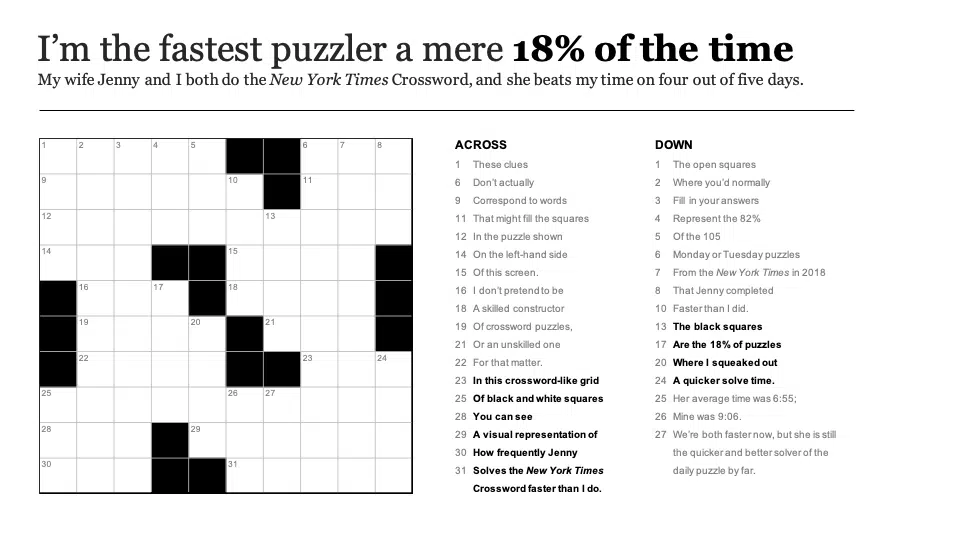 I’m the fastest puzzler a mere 18% of the time
My wife Jenny and I both do the New York Times Crossword, and she beats my time on four out of five days.
1 2 3 4 5 6 7 8
9 10 11
12 13
14 15
16 17 18
19 20 21
22 23 24
25 26 27
28 29
30 31
ACROSS
1 These clues
6 Don’t actually
9 Correspond to words
11 That might fill the squares
12 In the puzzle shown
14 On the left-hand side
15 Of this screen.
16 I don’t pretend to be
18 A skilled constructor
19 Of crossword puzzles,
21 Or an unskilled one
22 For that matter.
23 In this crossword-like grid
25 Of black and white squares
28 You can see
29 A visual representation of
30 How frequently Jenny
31 Solves the New York Times
Crossword faster than I do.
DOWN
1 The open squares
2 Where you’d normally
3 Fill in your answers
4 Represent the 82%
5 Of the 105
6 Monday or Tuesday puzzles
7 From the New York Times in 2018
8 That Jenny completed
10 Faster than I did.
13 The black squares
17 Are the 18% of puzzles
20 Where I squeaked out
24 A quicker solve time.
25 Her average time was 6:55;
26 Mine was 9:06.
27 We’re both faster now, but she is still
the quicker and better solver of the
daily puzzle by far.